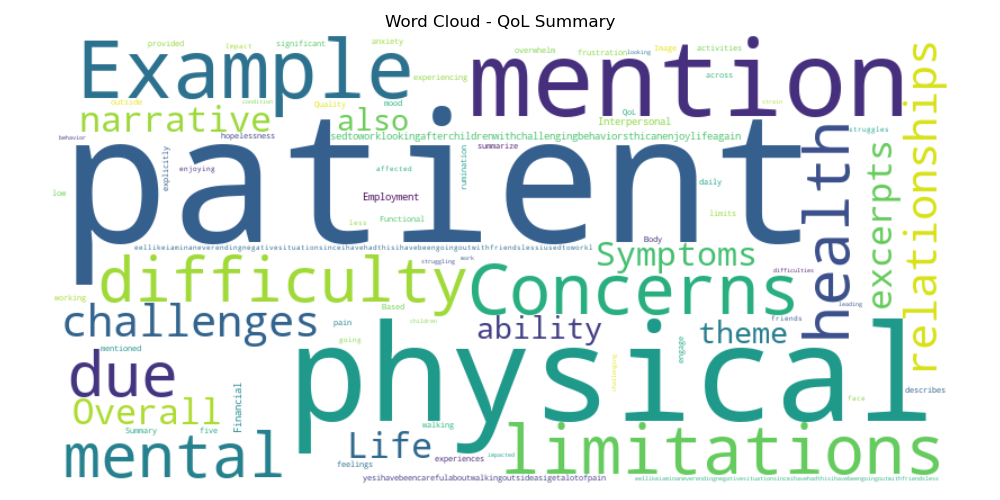 Word Cloud - QoL Summary
provided
Impact
significant
anxiety
overwhelm
frustration
looking
Image
activities
Example
mention
experiencing
across
strain
relationships
outside
condition
Quality
mood
narrative
also
QoL
Interpersonal
struggles
behavior
hopelessness
sedtoworklookingafterchildrenwithchallengingbehaviorsthicanenjoylifeagain
patient
summarize
health
excerpts
explicitly
enjoying
affected
rumination
daily
low
Employment
less
Functional
limits
Body
eellikeiaminaneverendingnegativesituationsinceihavehadthisihavebeengoingoutwithfriendslessiusedtoworkl
struggling
work
Symptoms
difficulty
Concerns
difficulties
working
Based
leading
challenges
pain
children
ability
theme
friends
going
mentioned
due
physical
engage
challenging
describes
Financial
Overall
face
Summary
five
walking
mental
Life
limitations
feelings
experiences
impacted
yesihavebeencarefulaboutwalkingoutsideasigetalotofpain
eellikeiaminaneverendingnegativesituationsinceihavehadthisihavebeengoingoutwithfriendsless